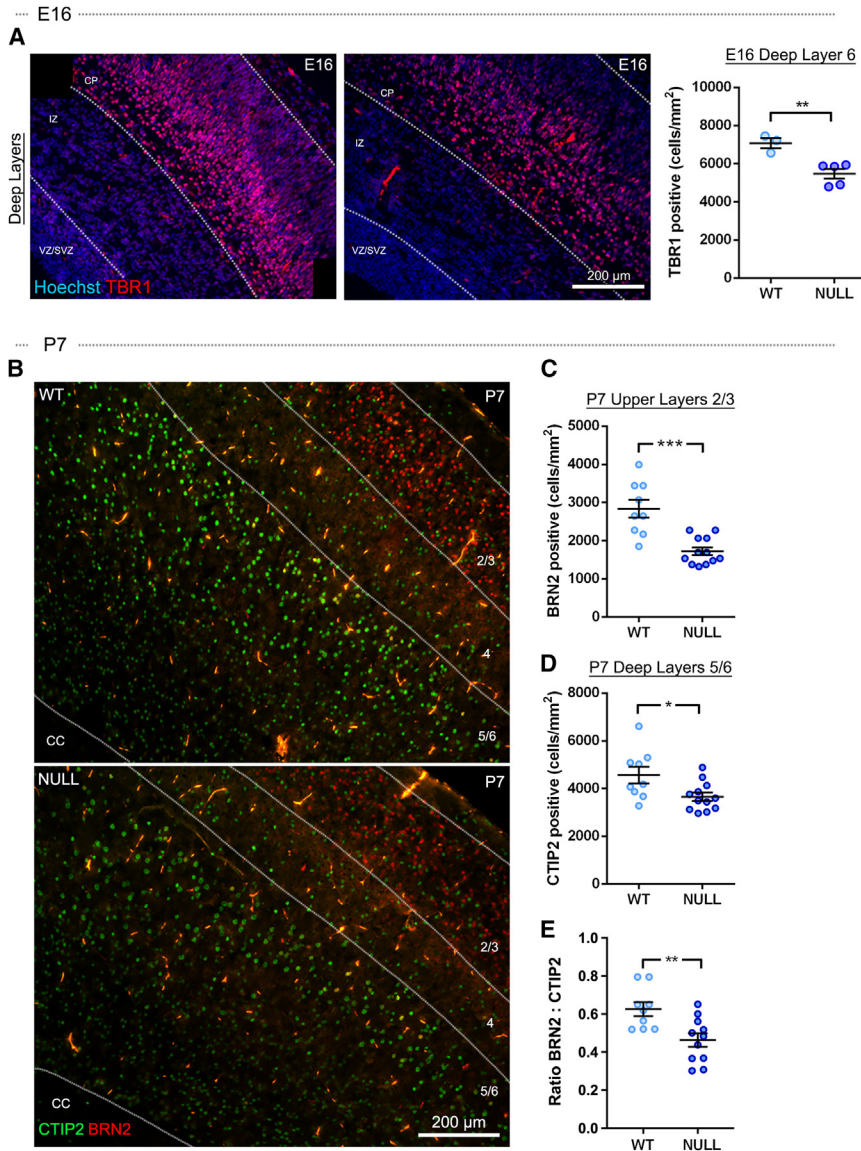 E16
A
E16
CP
IZ
VZ/SVZ
Deep Layers
Hoechst TBR1
E16
CP
IZ
VZ/SVZ
200 µm
E16 Deep Layer 6
TBR1 positive (cells/mm²)
10000
8000
6000
4000
2000
0
**
WT
NULL
P7
B
WT
P7
2/3
4
5/6
CC
NULL
P7
2/3
4
5/6
CC
CTIP2 BRN2
200 µm
C
P7 Upper Layers 2/3
BRN2 positive (cells/mm²)
5000
4000
3000
2000
1000
0
***
WT
NULL
D
P7 Deep Layers 5/6
CTIP2 positive (cells/mm²)
8000
6000
4000
2000
0
*
WT
NULL
E
Ratio BRN2 : CTIP2
1.0
0.8
0.6
0.4
0.2
0.0
**
WT
NULL